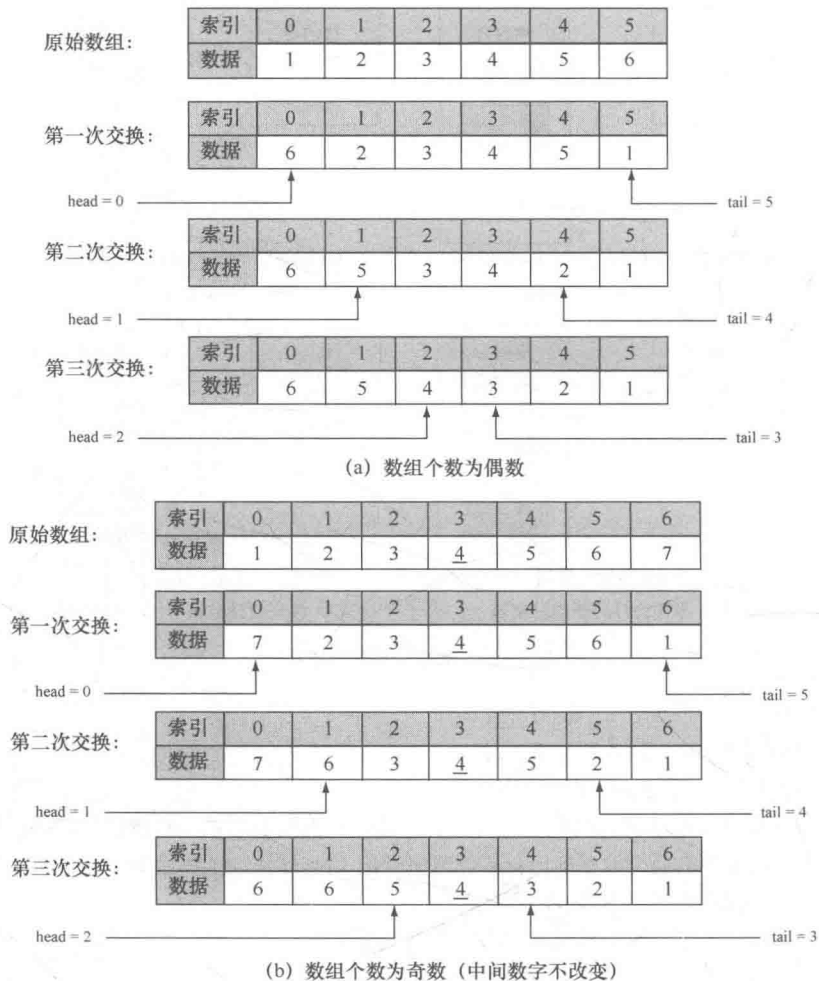 原始数组:
索引 0 1 2 3 4 5
数据 1 2 3 4 5 6
第一次交换:
索引 0 1 2 3 4 5
数据 6 2 3 4 5 1
head = 0
tail = 5
第二次交换:
索引 0 1 2 3 4 5
数据 6 5 3 4 2 1
head = 1
tail = 4
第三次交换:
索引 0 1 2 3 4 5
数据 6 5 4 3 2 1
head = 2
tail = 3
(a) 数组个数为偶数
原始数组:
索引 0 1 2 3 4 5 6
数据 1 2 3 4 5 6 7
第一次交换:
索引 0 1 2 3 4 5 6
数据 7 2 3 4 5 6 1
head = 0
tail = 5
第二次交换:
索引 0 1 2 3 4 5 6
数据 7 6 3 4 5 2 1
head = 1
tail = 4
第三次交换:
索引 0 1 2 3 4 5 6
数据 6 6 5 4 3 2 1
head = 2
tail = 3
(b) 数组个数为奇数（中间数字不改变）